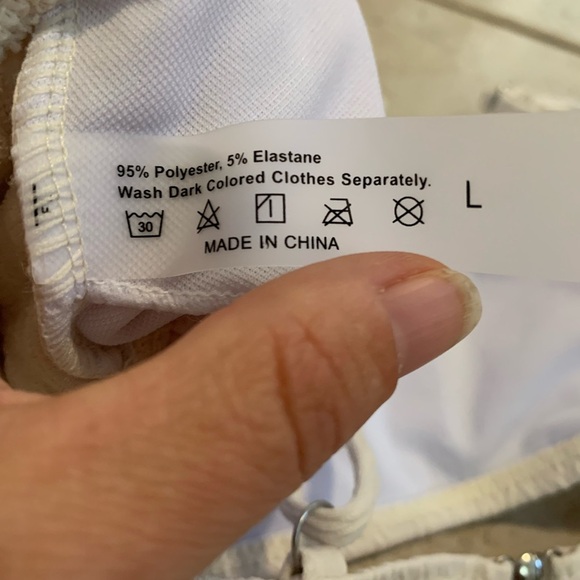 95% Polyester, 5% Elastane
Wash Dark Colored Clothes Separately.
L
30
MADE IN CHINA